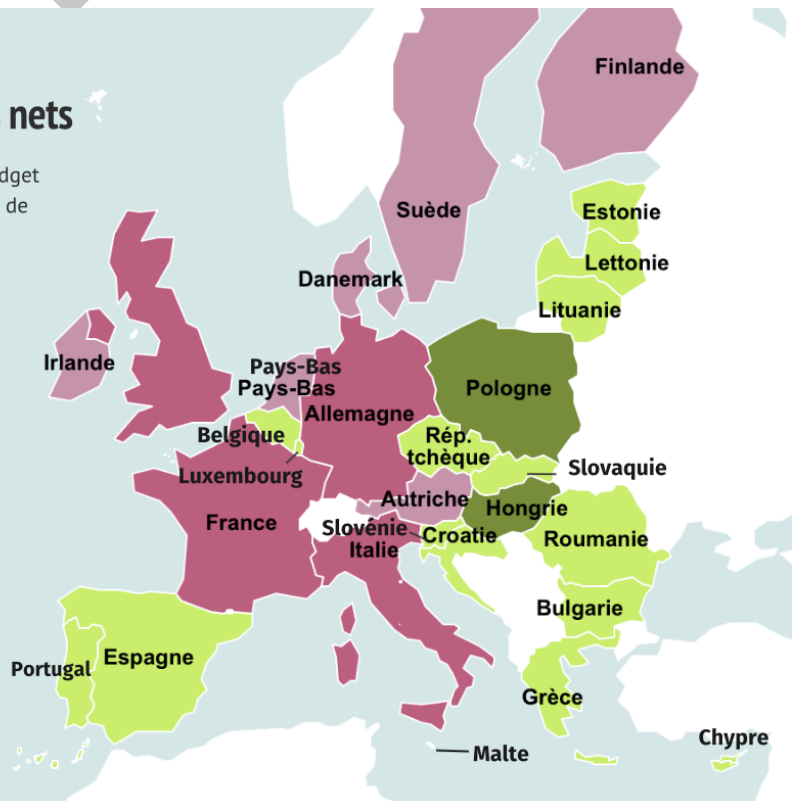 nets
dget
de
Finlande
Suède
Estonie
Lettonie
Lituanie
Danemark
Irlande
Pays-Bas
Pays-Bas
Allemagne
Pologne
Belgique
Rép.
tchèque
Luxembourg
Slovaquie
Autriche
Hongrie
France
Slovénie
Croatie
Italie
Roumanie
Bulgarie
Portugal
Espagne
Grèce
Malte
Chypre